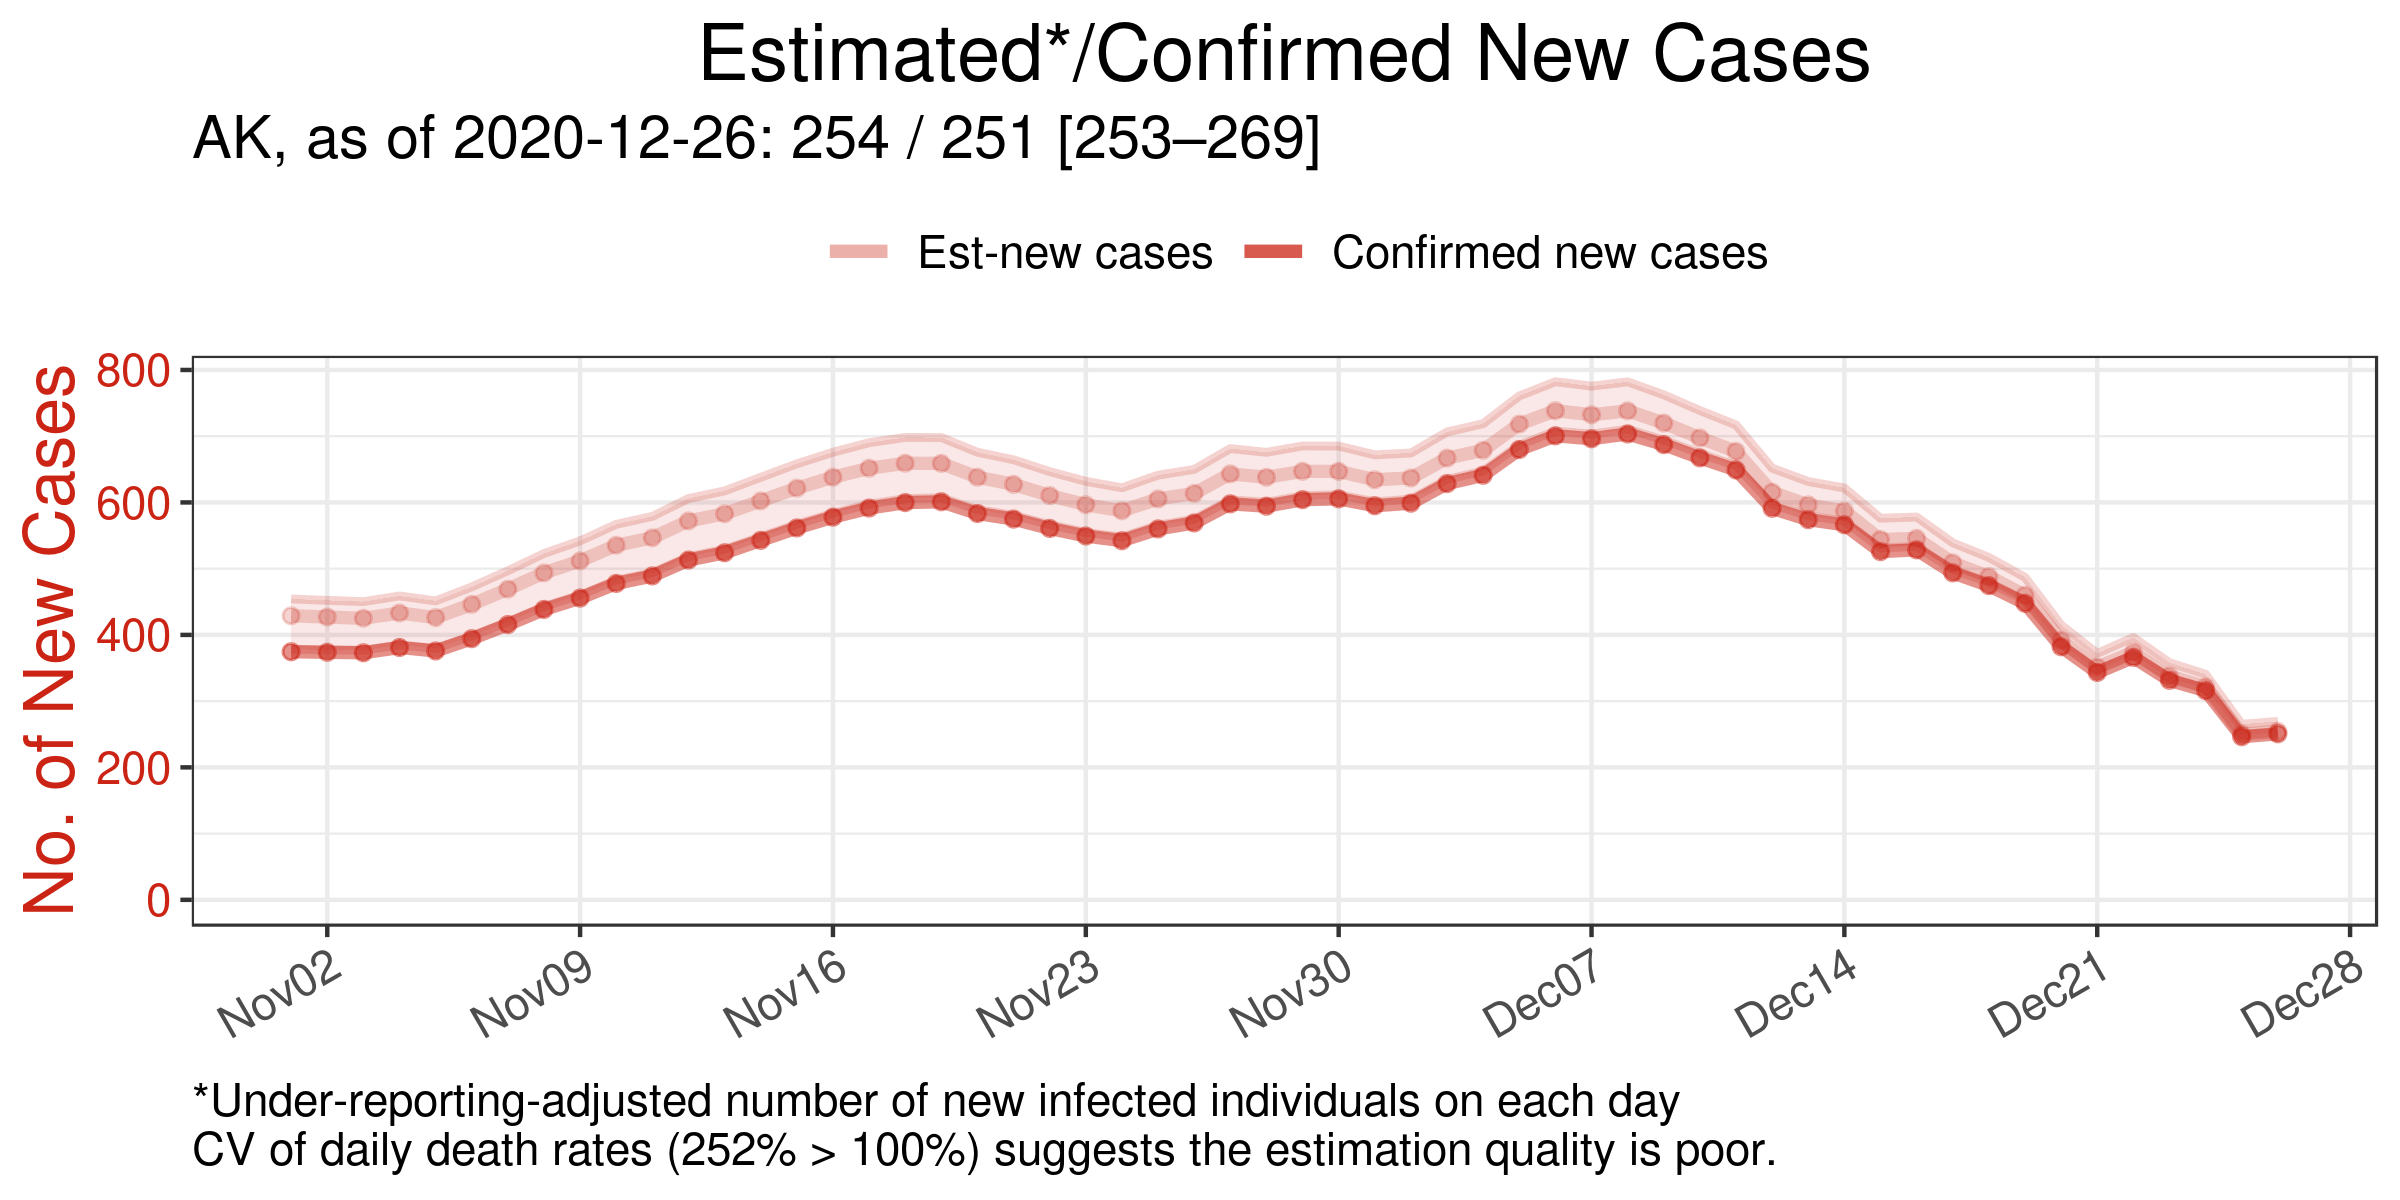 Estimated*/Confirmed New Cases
AK, as of 2020-12-26: 254 / 251 [253–269]
Est-new cases
Confirmed new cases
No. of New Cases
800
600
400
200
0
Nov02
Nov09
Nov16
Nov23
Nov30
Dec07
Dec14
Dec21
Dec28
*Under-reporting-adjusted number of new infected individuals on each day
CV of daily death rates (252% > 100%) suggests the estimation quality is poor.